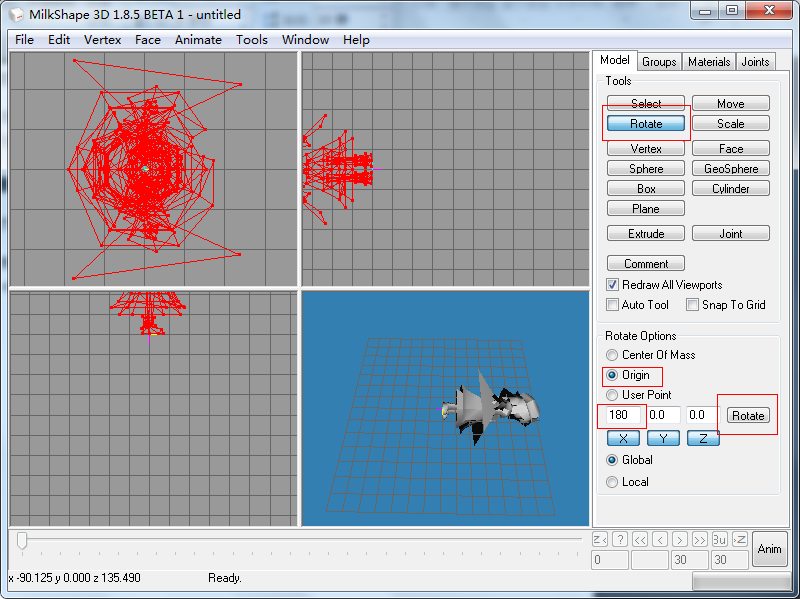 MilkShape 3D 1.8.5 BETA 1 - untitled
File Edit Vertex Face Animate Tools Window Help
Model Groups Materials Joints
Tools
Select Move
Rotate Scale
Vertex Face
Sphere GeoSphere
Box Cylinder
Plane
Extrude Joint
Comment
Redraw All Viewports
Auto Tool Snap To Grid
Rotate Options
Center Of Mass
Origin
User Point
180 0.0 0.0 Rotate
X Y Z
Global
Local
Z< ? << < > >> Bu >Z Anim
0 30 30
x -90.125 y 0.000 z 135.490 Ready.